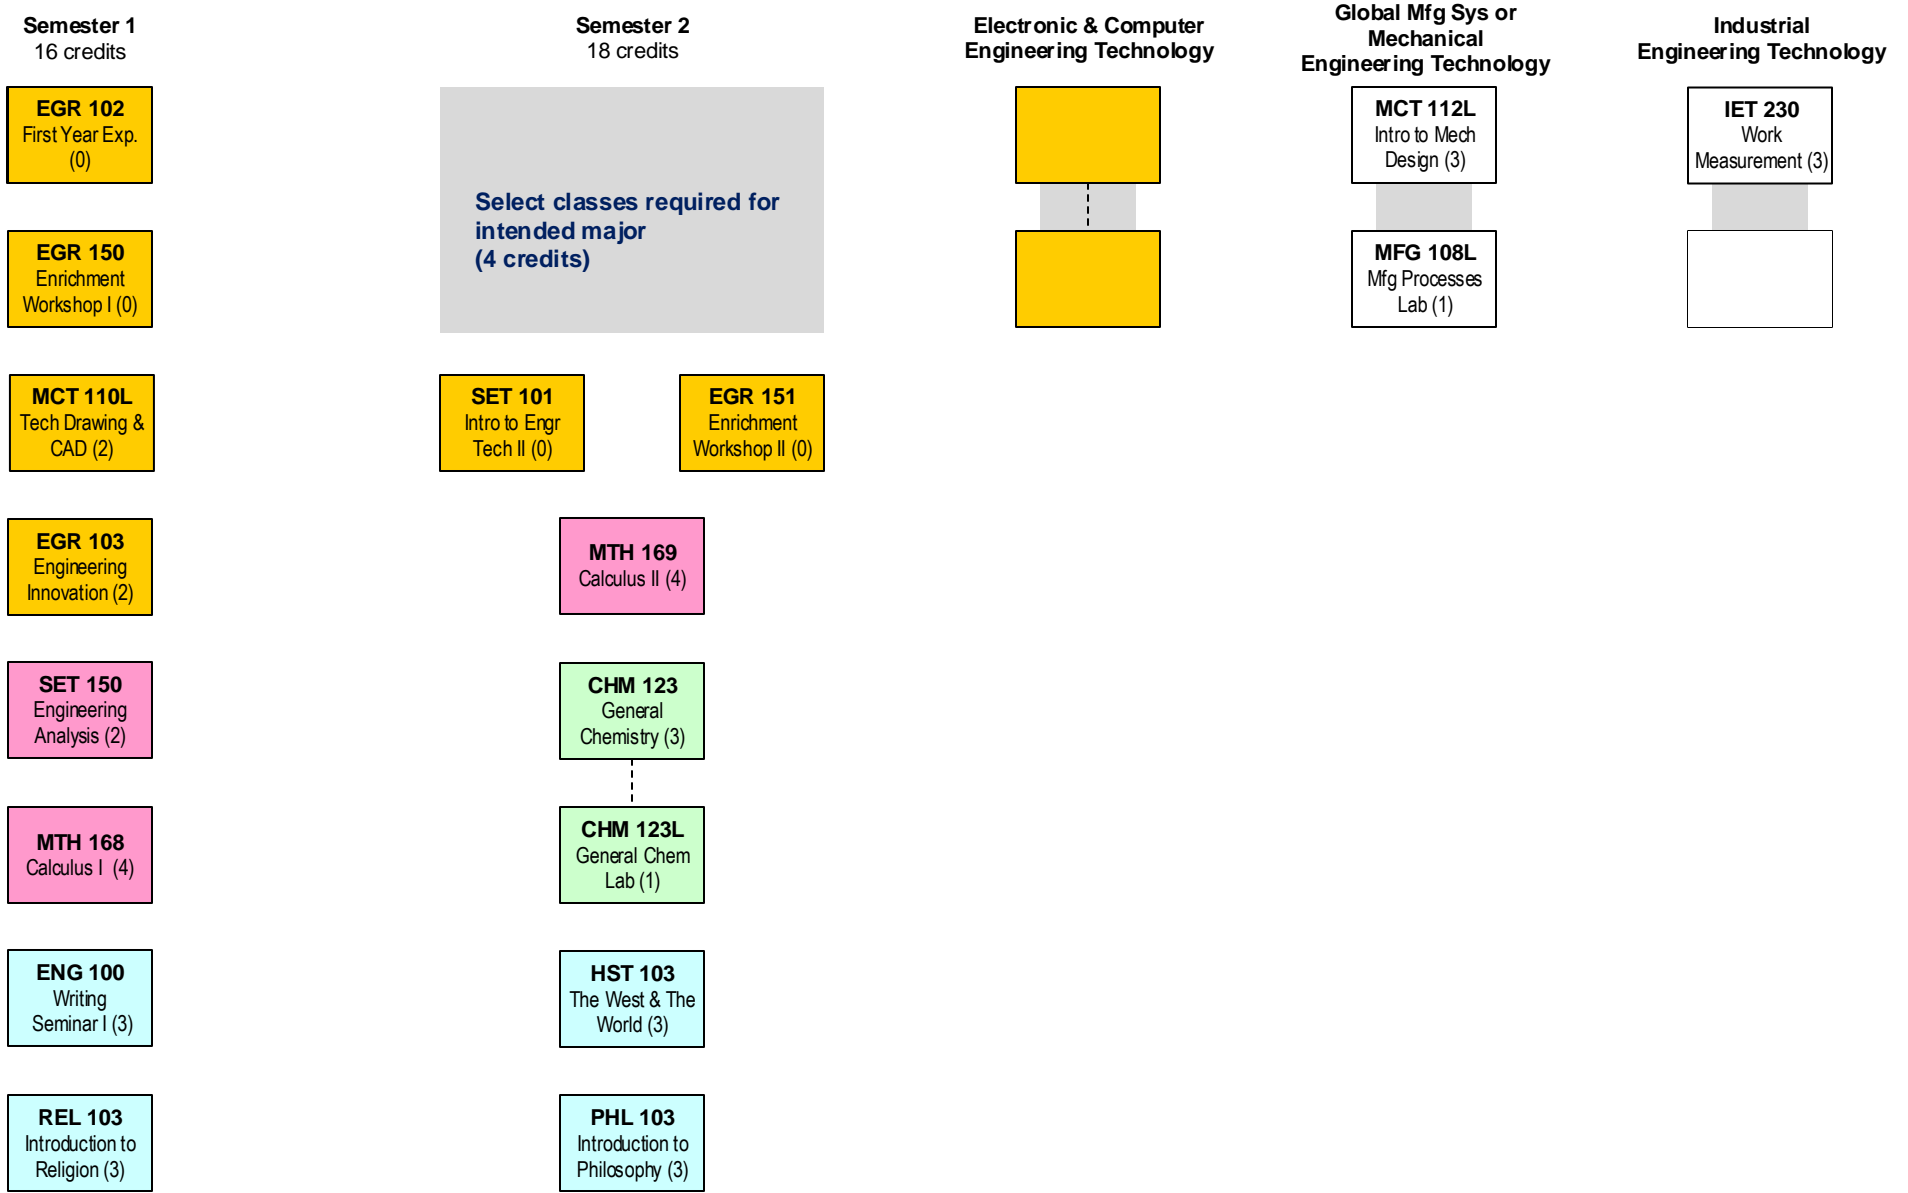 Semester 1
16 credits
EGR 102
First Year Exp.
(0)
EGR 150
Enrichment
Workshop I (0)
MCT 110L
Tech Drawing &
CAD (2)
EGR 103
Engineering
Innovation (2)
SET 150
Engineering
Analysis (2)
MTH 168
Calculus I (4)
ENG 100
Writing
Seminar I (3)
REL 103
Introduction to
Religion (3)
Semester 2
18 credits
Select classes required for
intended major
(4 credits)
SET 101
Intro to Engr
Tech II (0)
EGR 151
Enrichment
Workshop II (0)
MTH 169
Calculus II (4)
CHM 123
General
Chemistry (3)
CHM 123L
General Chem
Lab (1)
HST 103
The West & The
World (3)
PHL 103
Introduction to
Philosophy (3)
Electronic & Computer
Engineering Technology
Global Mfg Sys or
Mechanical
Engineering Technology
MCT 112L
Intro to Mech
Design (3)
MFG 108L
Mfg Processes
Lab (1)
Industrial
Engineering Technology
IET 230
Work
Measurement (3)